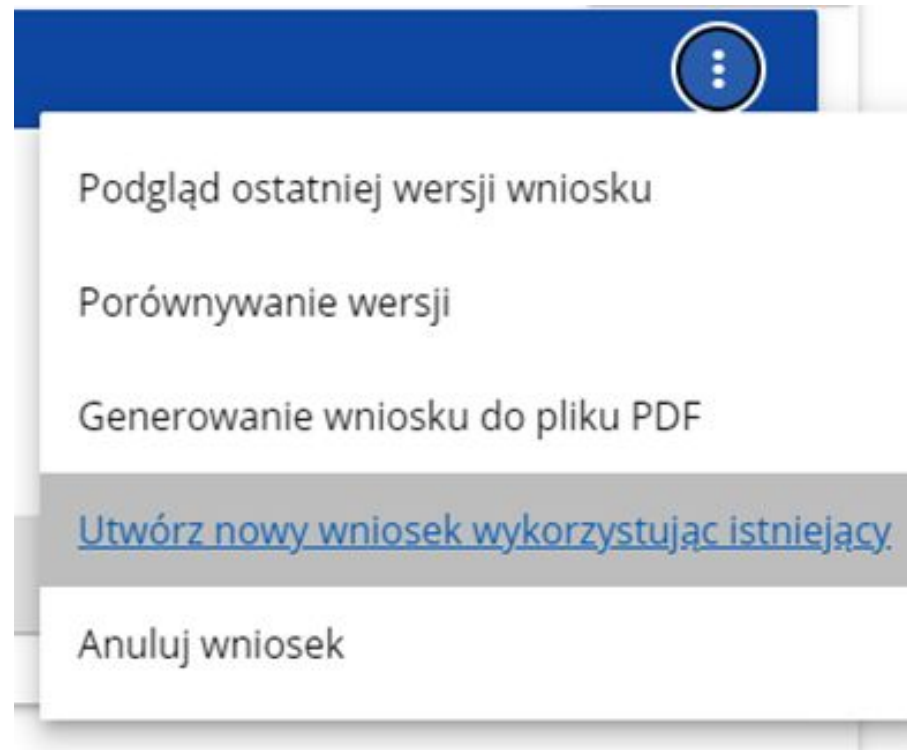 Podgląd ostatniej wersji wniosku
Porównywanie wersji
Generowanie wniosku do pliku PDF
Utwórz nowy wniosek wykorzystując istniejący
Anuluj wniosek